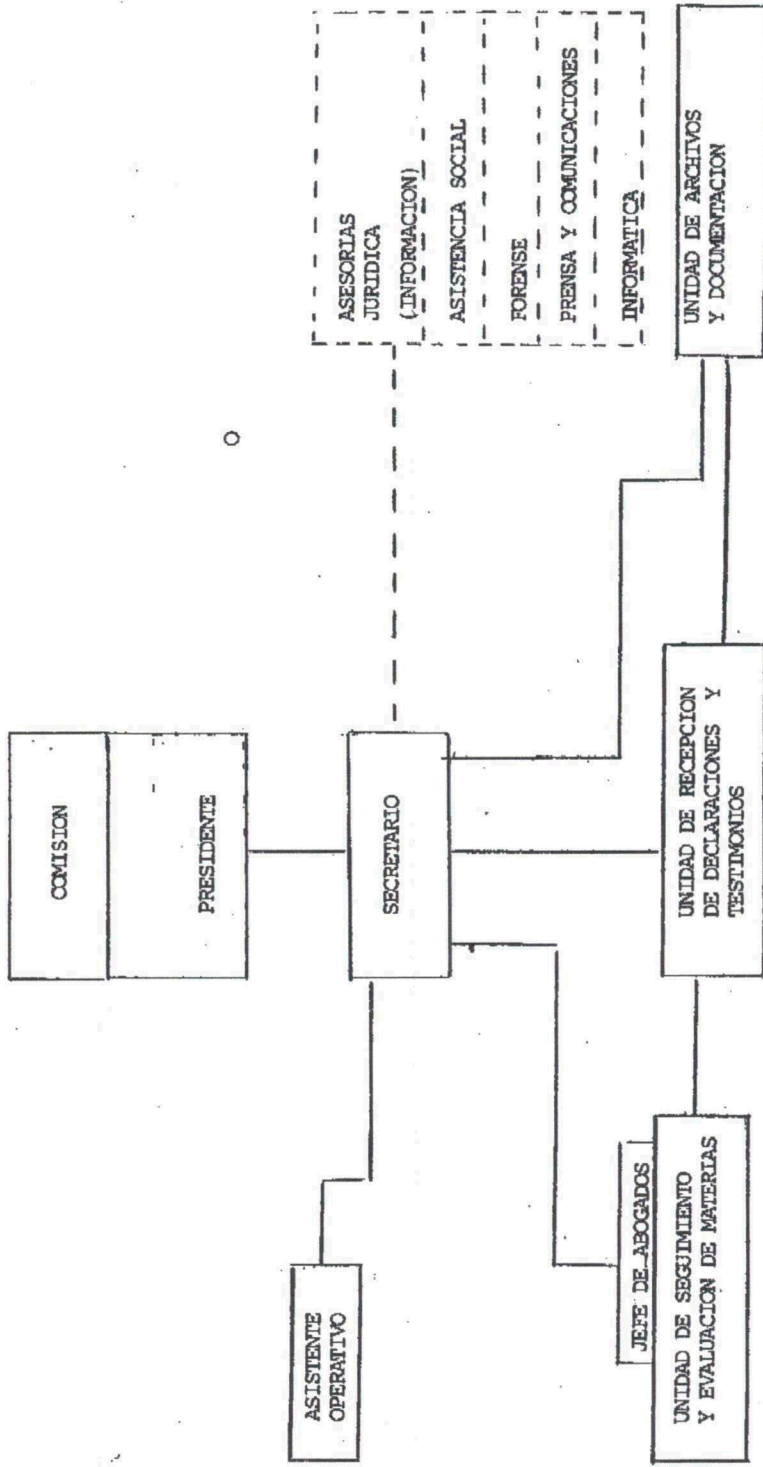 COMISION
PRESIDENTE
ASISTENTE
OPERATIVO
SECRETARIO
ASESORIAS
JURIDICA
(INFORMACION)
ASISTENCIA SOCIAL
FORENSE
PRENSA Y COMUNICACIONES
INFORMATICA
JEFE DE ABOGADOS
UNIDAD DE SEGUIMIENTO
Y EVALUACION DE MATERIAS
UNIDAD DE RECEPCION
DE DECLARACIONES Y
TESTIMONIOS
UNIDAD DE ARCHIVOS
Y DOCUMENTACION